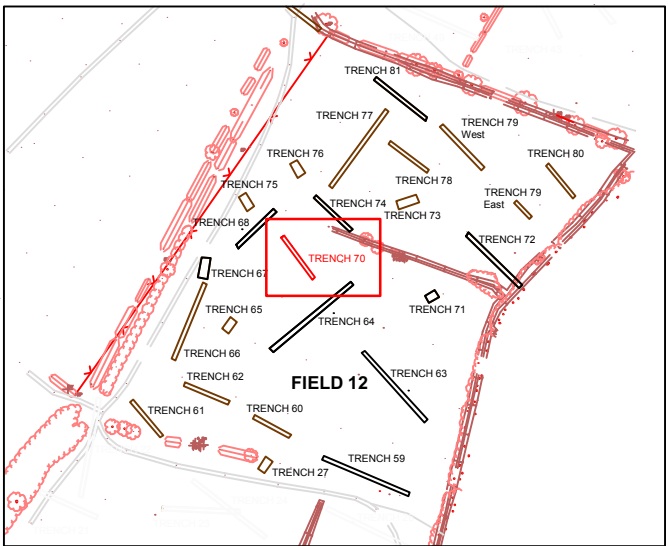 TRENCH 81
TRENCH 77
TRENCH 79
West
TRENCH 76
TRENCH 80
TRENCH 78
TRENCH 75
TRENCH 79
East
TRENCH 74
TRENCH 73
TRENCH 68
TRENCH 72
TRENCH 70
TRENCH 67
TRENCH 71
TRENCH 65
TRENCH 64
TRENCH 66
TRENCH 63
FIELD 12
TRENCH 62
TRENCH 61
TRENCH 60
TRENCH 59
TRENCH 27